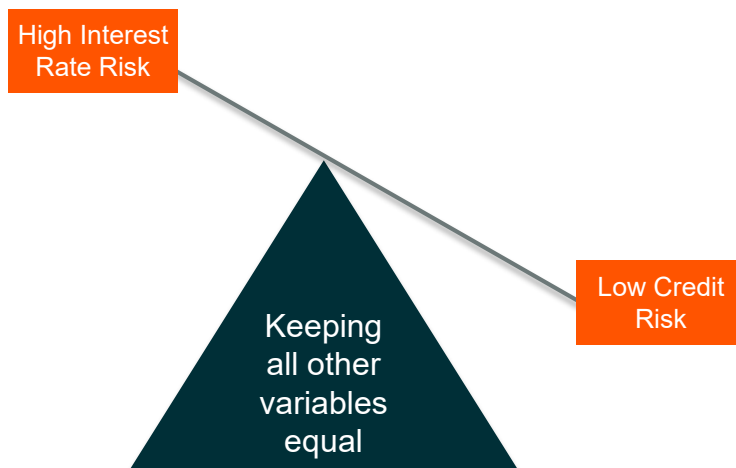 High Interest
Rate Risk
Low Credit
Risk
Keeping
all other
variables
equal